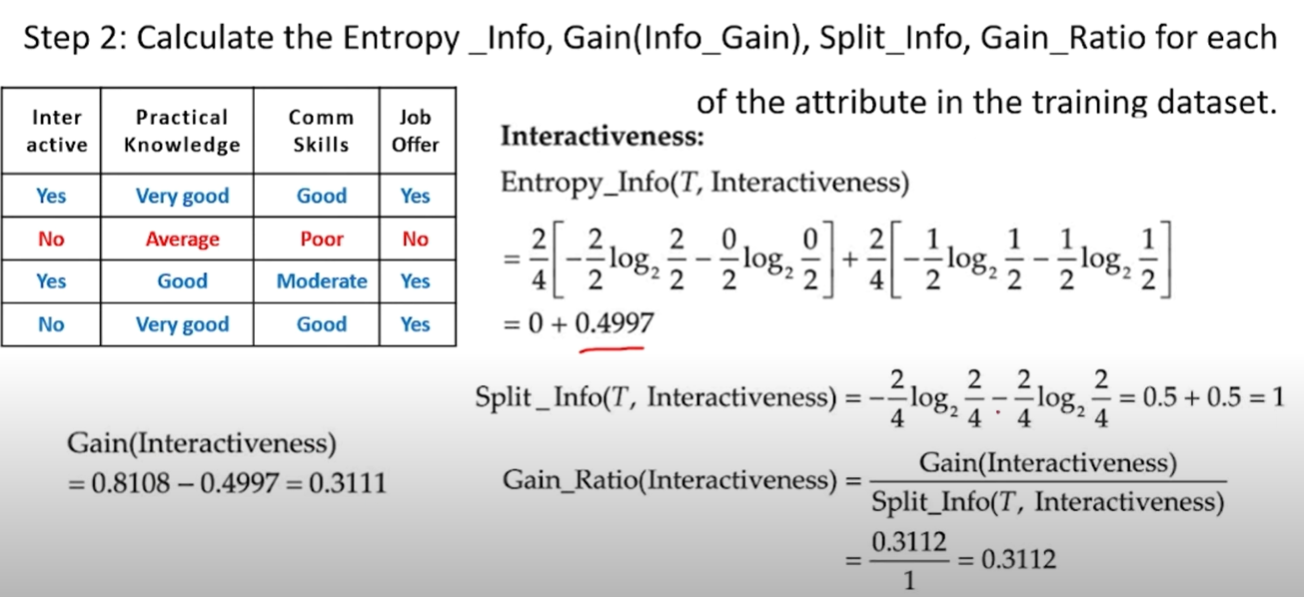 Step 2: Calculate the Entropy _Info, Gain(Info_Gain), Split_Info, Gain_Ratio for each
of the attribute in the training dataset.
Inter active | Practical Knowledge | Comm Skills | Job Offer
Yes | Very good | Good | Yes
No | Average | Poor | No
Yes | Good | Moderate | Yes
No | Very good | Good | Yes
Interactiveness:
Entropy_Info(T, Interactiveness)
= 2/4 [ −2/2 log₂ 2/2 − 0/2 log₂ 0/2 ] + 2/4 [ −1/2 log₂ 1/2 − 1/2 log₂ 1/2 ]
= 0 + 0.4997
Split_Info(T, Interactiveness) = −2/4 log₂ 2/4 − 2/4 log₂ 2/4 = 0.5 + 0.5 = 1
Gain(Interactiveness)
= 0.8108 – 0.4997 = 0.3111
Gain_Ratio(Interactiveness) = Gain(Interactiveness) / Split_Info(T, Interactiveness)
= 0.3112 / 1 = 0.3112